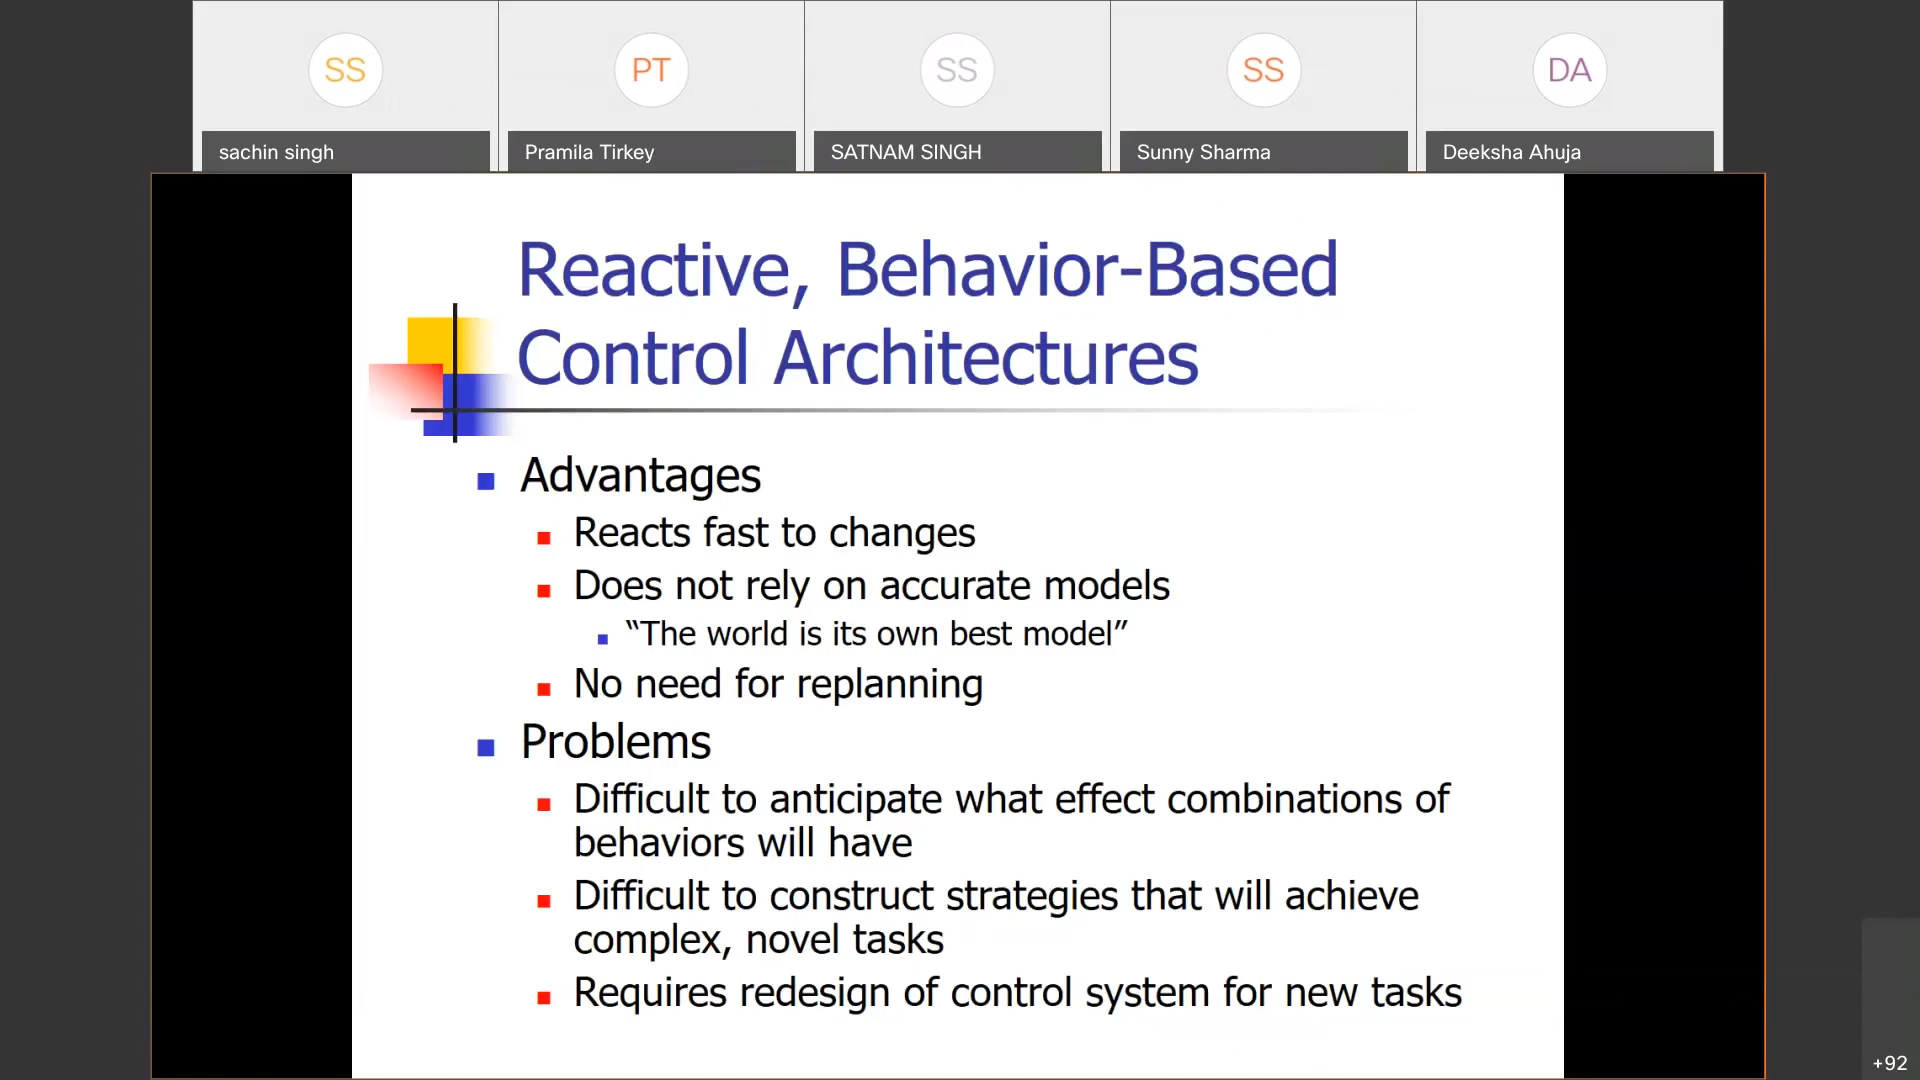 SS
PT
SS
SS
DA
sachin singh
Pramila Tirkey
SATNAM SINGH
Sunny Sharma
Deeksha Ahuja
Reactive, Behavior-Based
Control Architectures
Advantages
Reacts fast to changes
Does not rely on accurate models
“The world is its own best model”
No need for replanning
Problems
Difficult to anticipate what effect combinations of
behaviors will have
Difficult to construct strategies that will achieve
complex, novel tasks
Requires redesign of control system for new tasks
+92